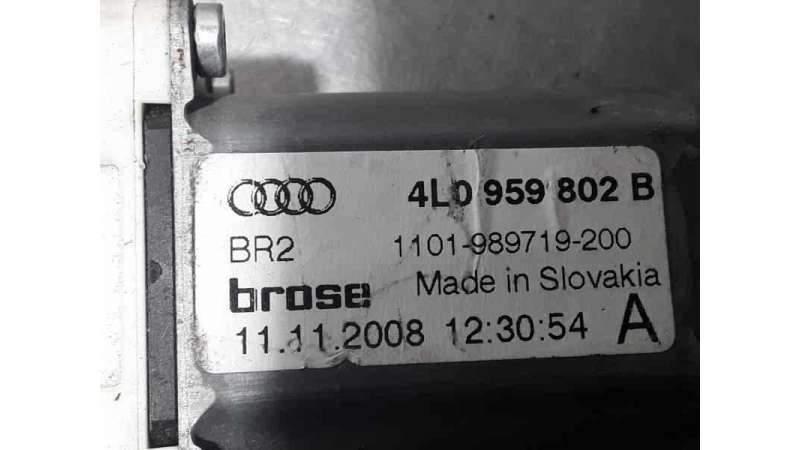 4L0 959 802 B
BR2 1101-989719-200
brose Made in Slovakia
11.11.2008 12:30:54 A